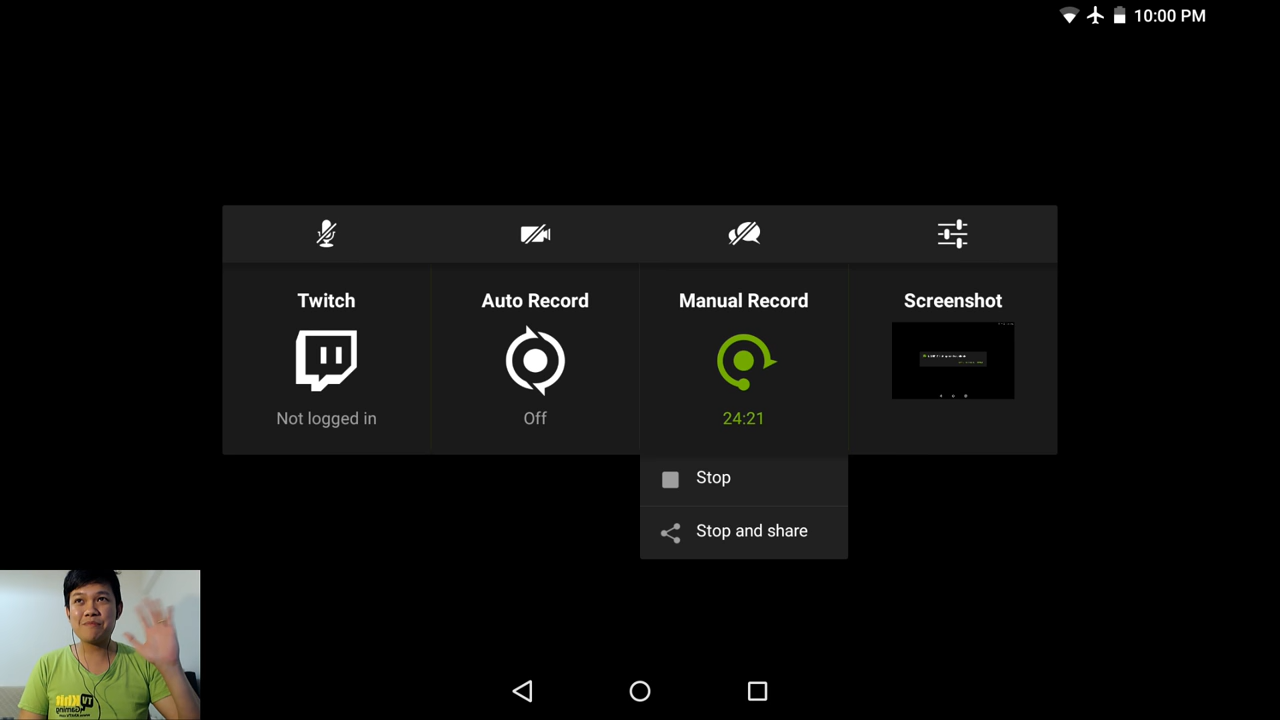 10:00 PM
Twitch
Auto Record
Manual Record
Screenshot
Not logged in
Off
24:21
Stop
Stop and share